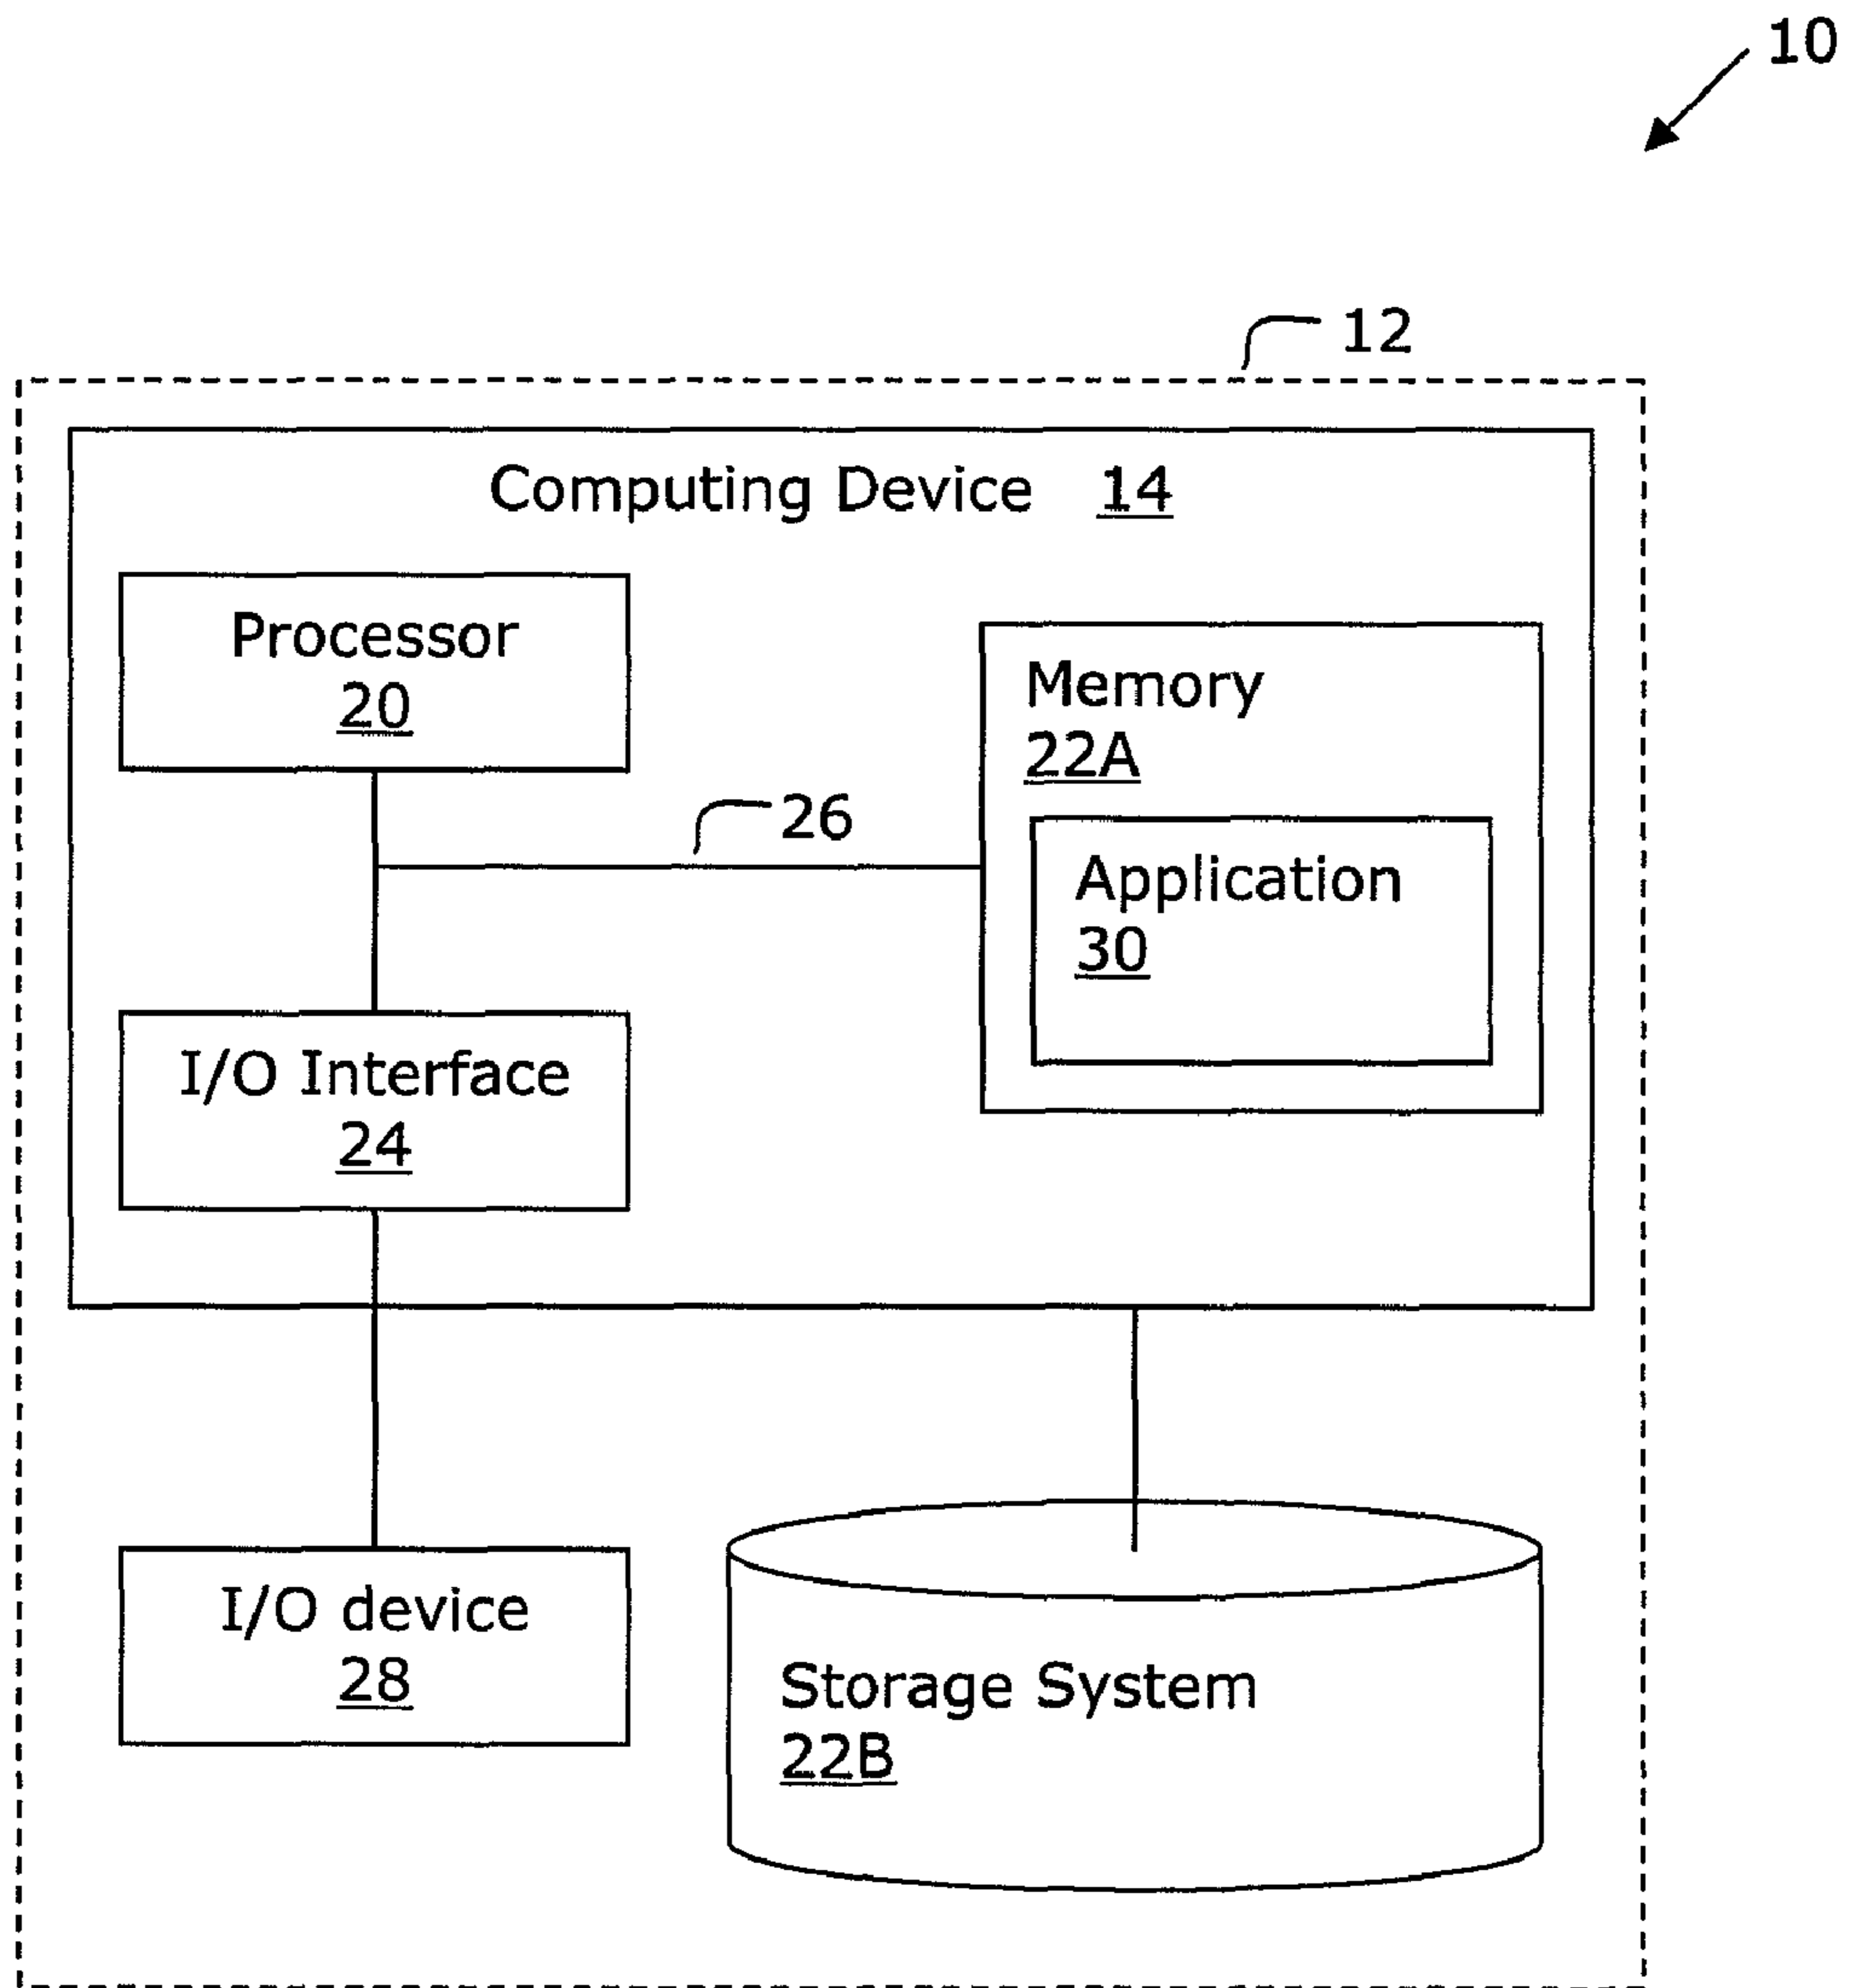 10
12
Computing Device 14
Processor
20
Memory
22A
26
Application
30
I/O Interface
24
I/O device
28
Storage System
22B